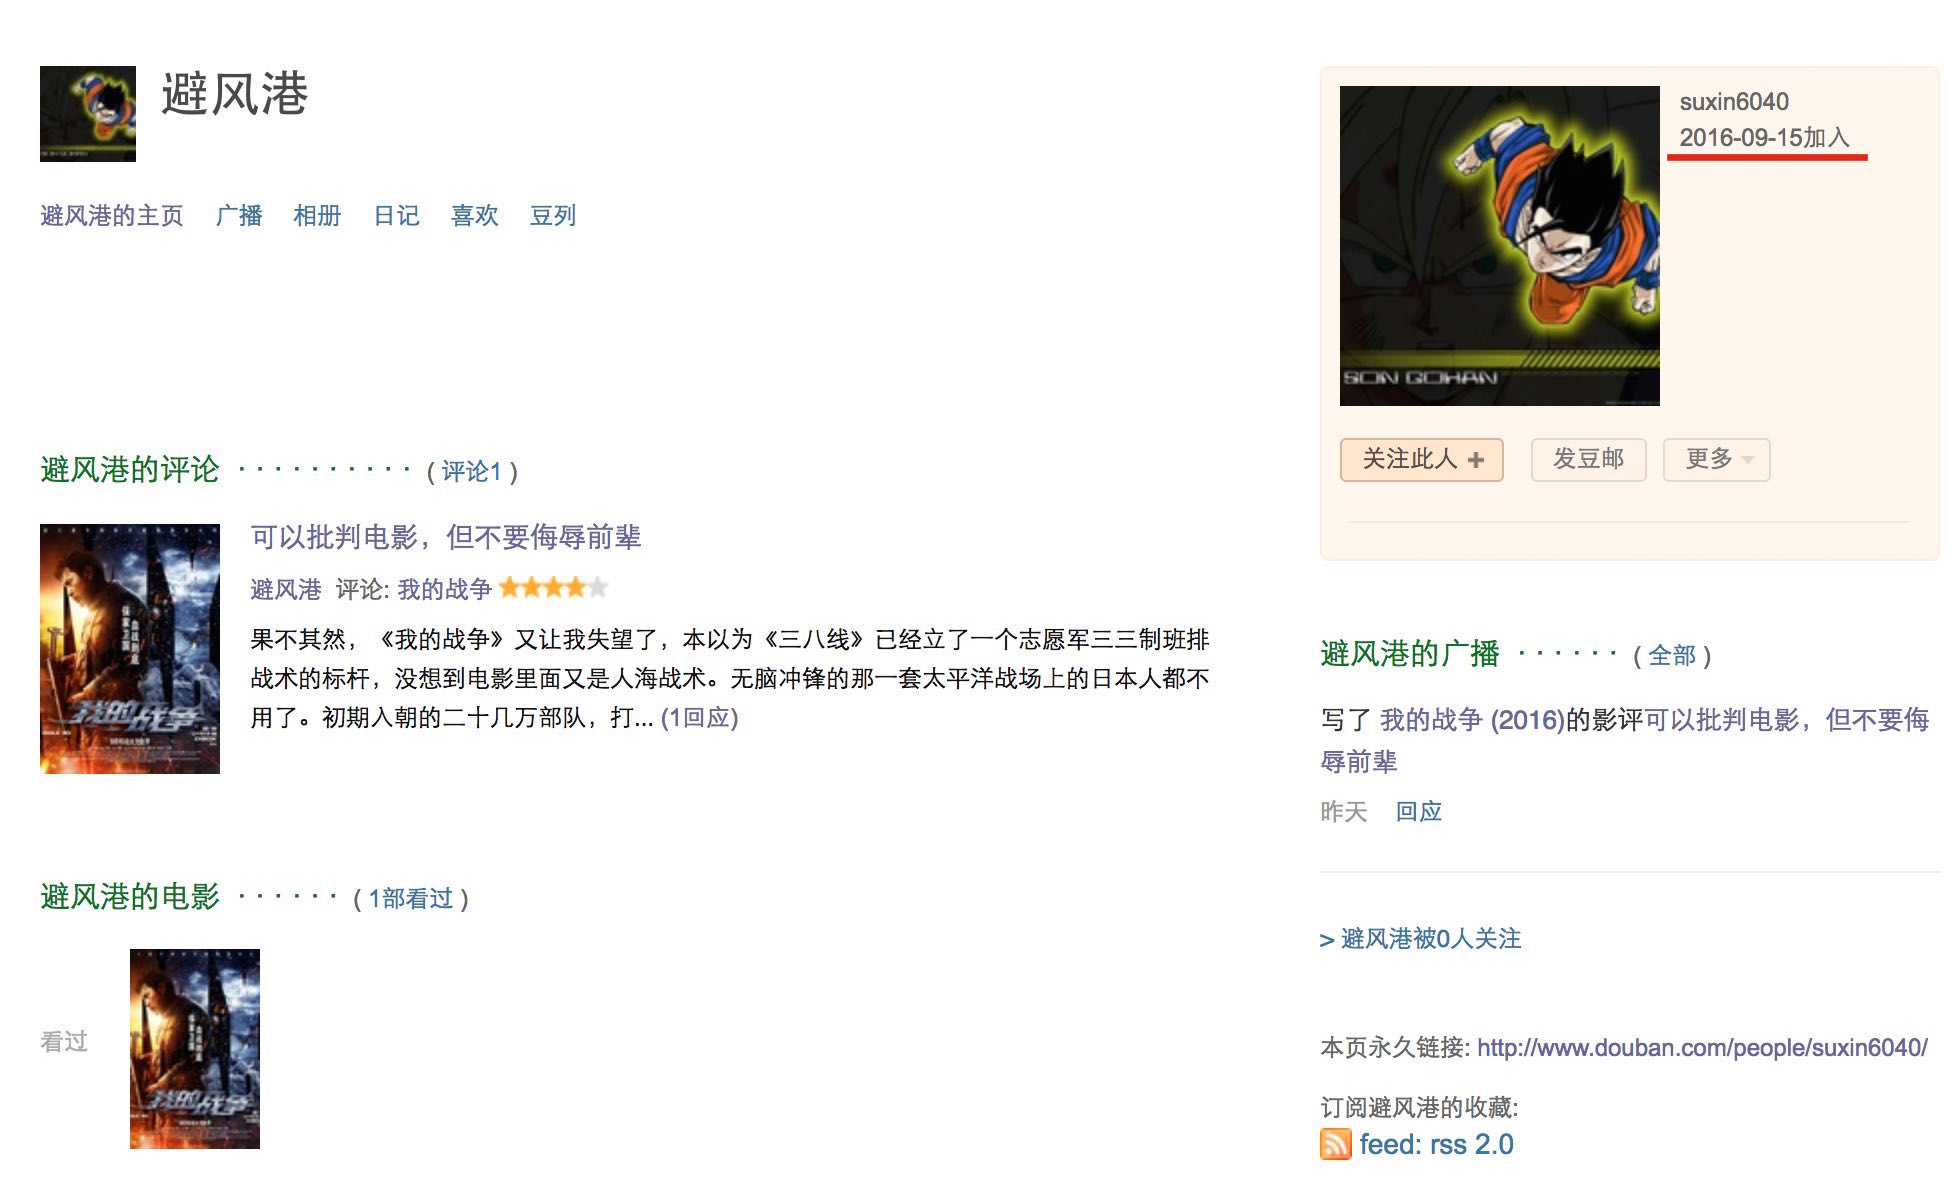 避风港
避风港的主页 广播 相册 日记 喜欢 豆列
避风港的评论 · · · · · · · · · · ( 评论1 )
可以批判电影，但不要侮辱前辈
避风港 评论: 我的战争
果不其然，《我的战争》又让我失望了，本以为《三八线》已经立了一个志愿军三三制班排
战术的标杆，没想到电影里面又是人海战术。无脑冲锋的那一套太平洋战场上的日本人都不
用了。初期入朝的二十几万部队，打... (1回应)
我的战争
避风港的电影 · · · · · · ( 1部看过 )
看过
我的战争
suxin6040
2016-09-15加入
SON GOHAN
关注此人 + 发豆邮 更多
避风港的广播 · · · · · · ( 全部 )
写了 我的战争 (2016)的影评可以批判电影，但不要侮
辱前辈
昨天 回应
> 避风港被0人关注
本页永久链接: http://www.douban.com/people/suxin6040/
订阅避风港的收藏:
feed: rss 2.0